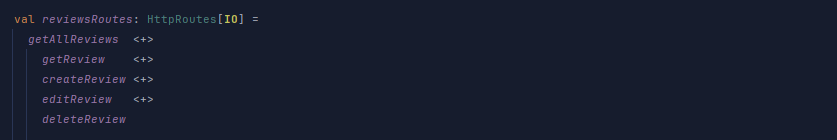 val reviewsRoutes: HttpRoutes[IO] =
  getAllReviews  <+>
    getReview    <+>
    createReview <+>
    editReview   <+>
    deleteReview